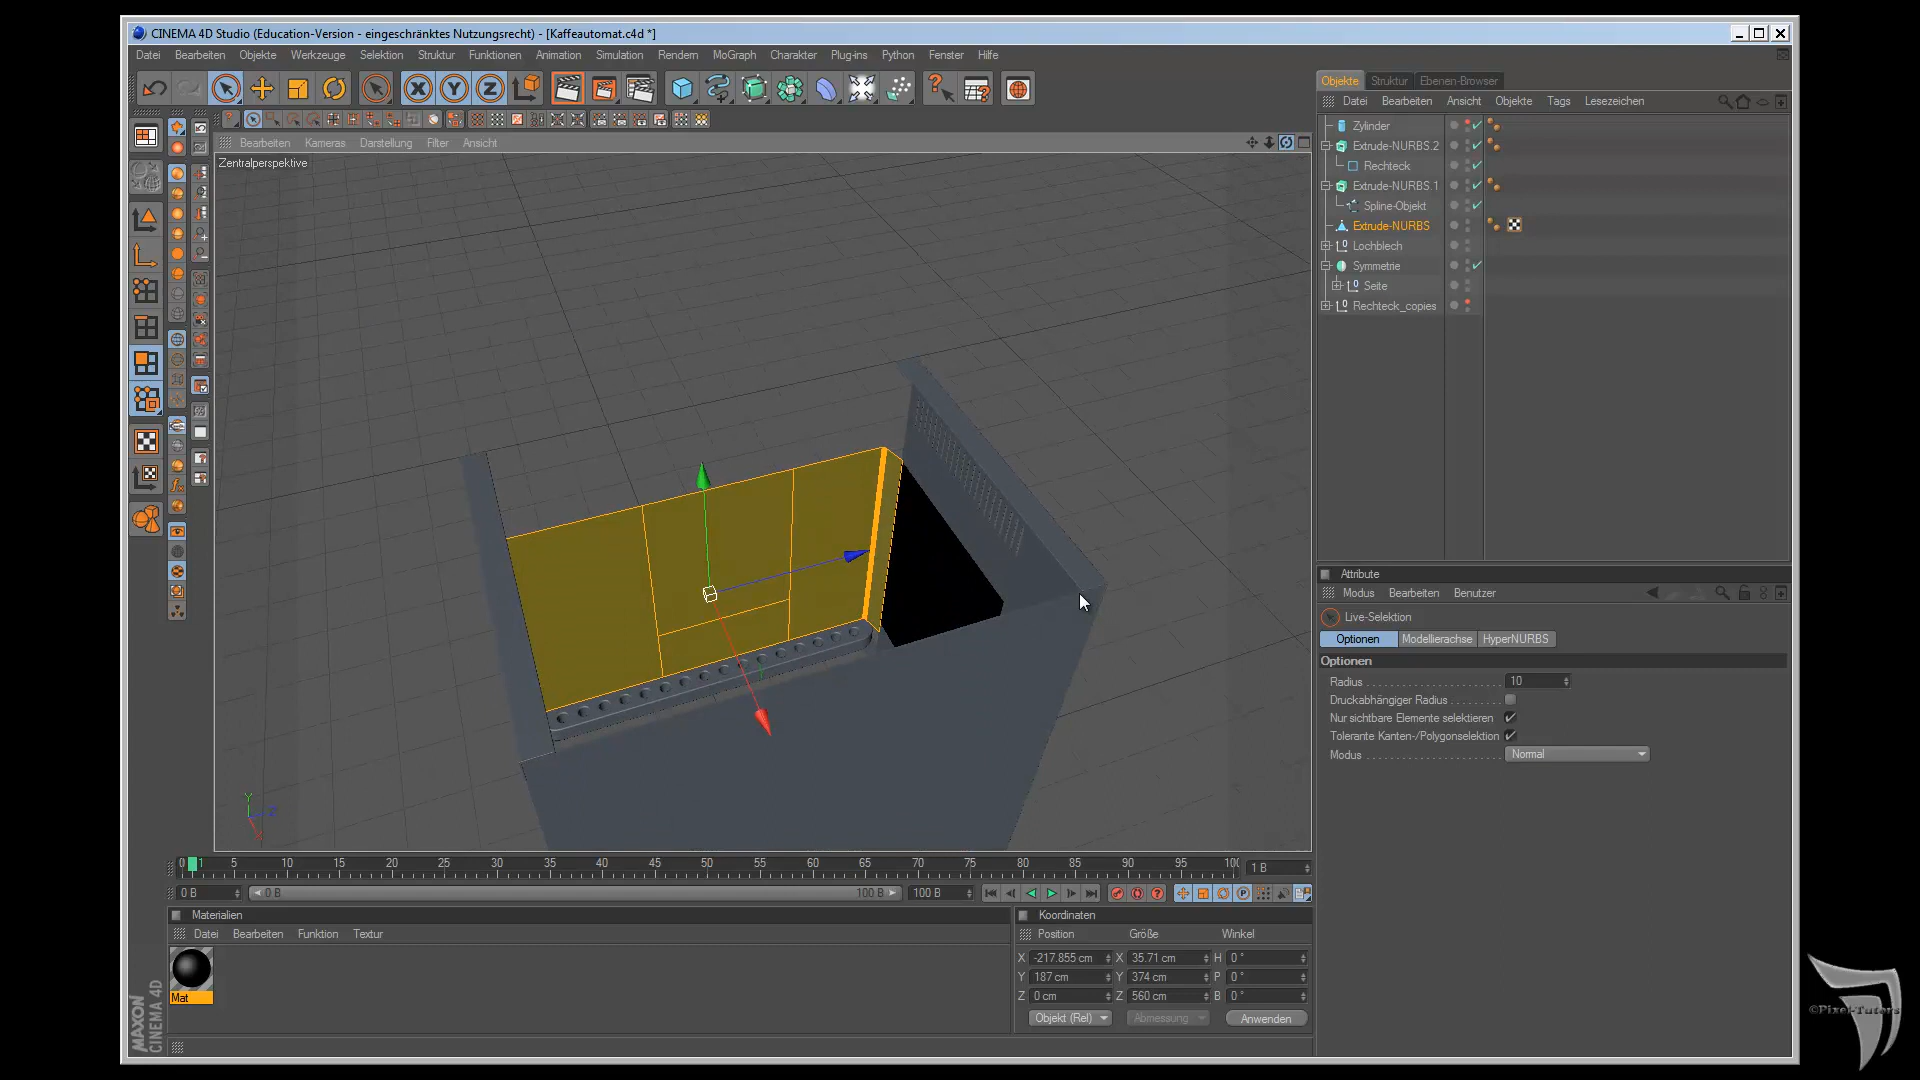 CINEMA 4D Studio (Education-Version - eingeschränktes Nutzungsrecht) - [Kaffeautomat.c4d *]
Datei Bearbeiten Objekte Werkzeuge Selektion Struktur Funktionen Animation Simulation Rendern MoGraph Charakter Plug-ins Python Fenster Hilfe
Objekte Struktur Ebenen-Browser
Datei Bearbeiten Ansicht Objekte Tags Lesezeichen
Bearbeiten Kameras Darstellung Filter Ansicht
Zentralperspektive
Zylinder
Extrude-NURBS.2
Rechteck
Extrude-NURBS.1
Spline-Objekt
Extrude-NURBS
Lochblech
Symmetrie
Seite
Rechteck_copies
Attribute
Modus Bearbeiten Benutzer
Live-Selektion
Optionen Modellierachse HyperNURBS
Optionen
Radius 10
Druckabhängiger Radius
Nur sichtbare Elemente selektieren
Tolerante Kanten-/Polygonselektion
Modus Normal
0 1 5 10 15 20 25 30 35 40 45 50 55 60 65 70 75 80 85 90 95 100 1 B
0 B 0 B 100 B 100 B
Materialien
Datei Bearbeiten Funktion Textur
Mat
Koordinaten
Position Größe Winkel
X -217.855 cm X 35.71 cm H 0 °
Y 187 cm Y 374 cm P 0 °
Z 0 cm Z 560 cm B 0 °
Objekt (Rel) Abmessung Anwenden
MAXON
CINEMA 4D
©Pixel-Tutors